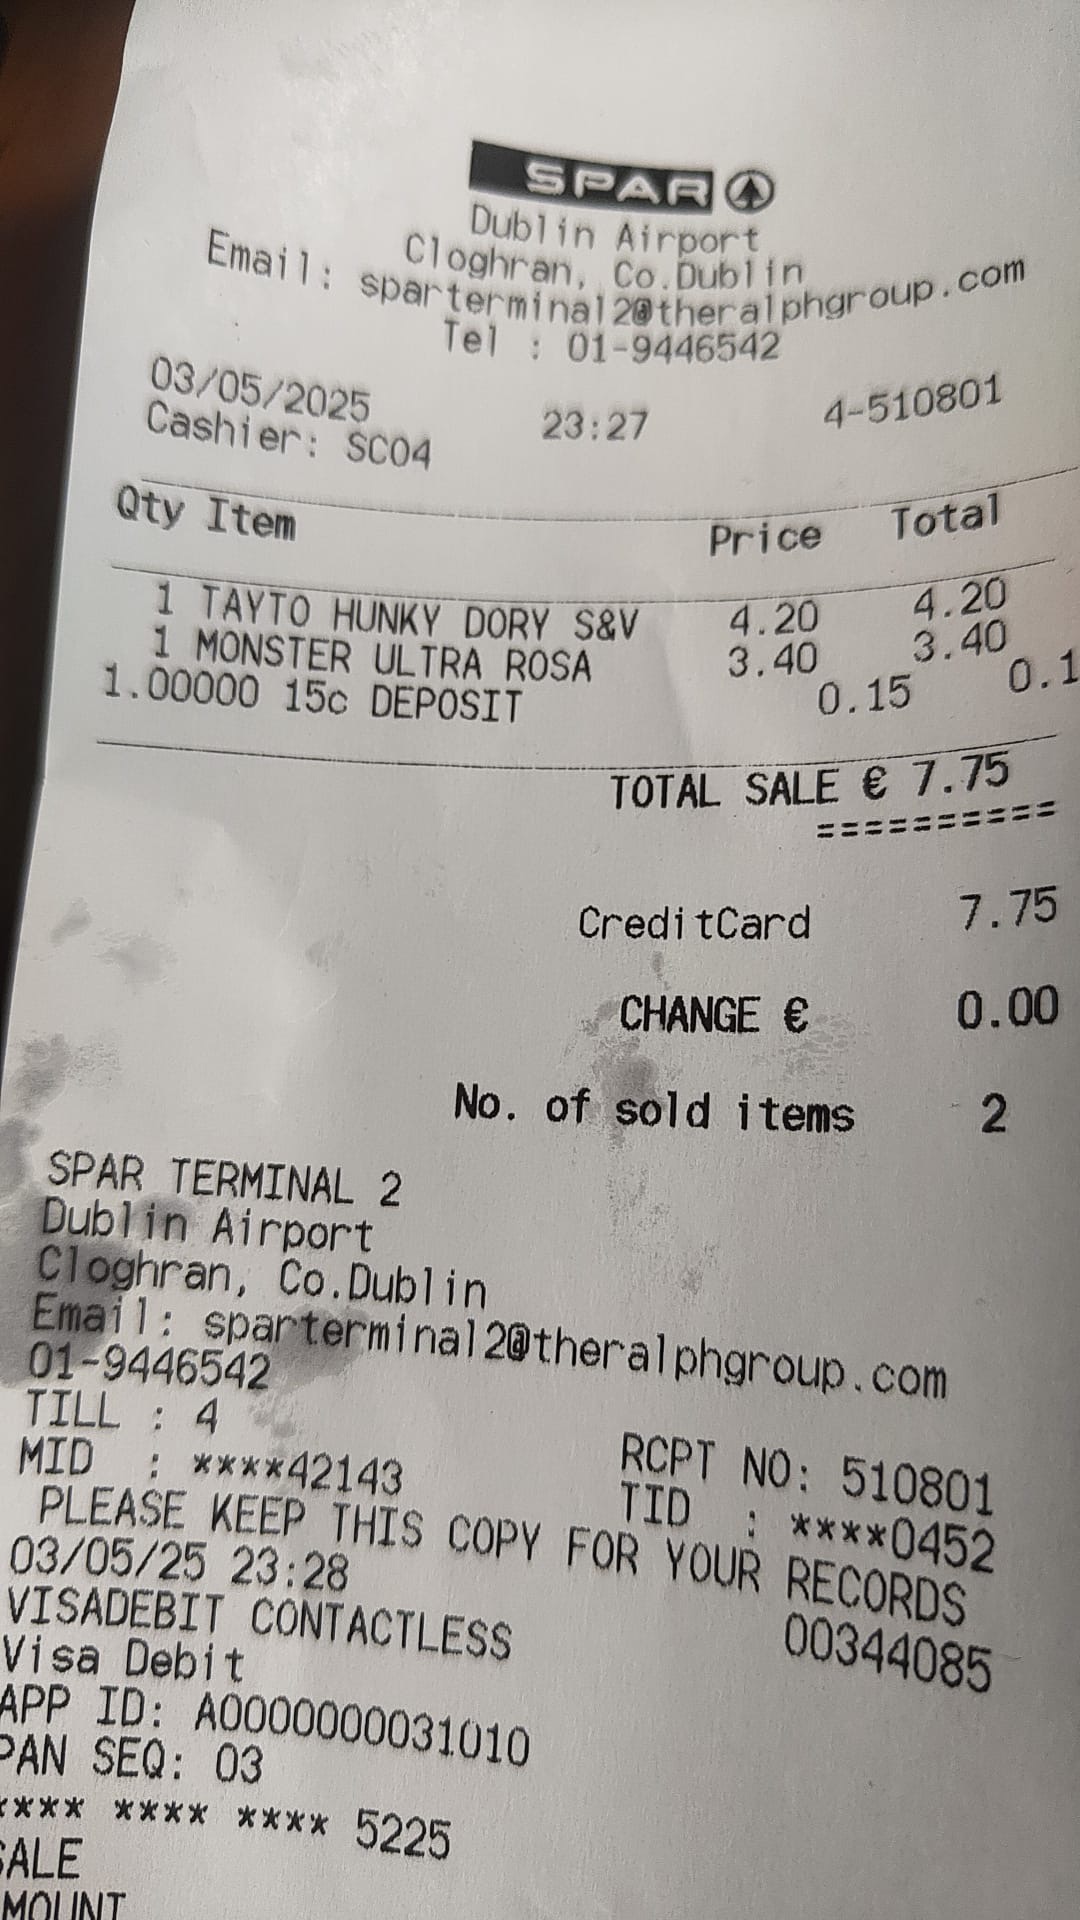 SPAR
Dublin Airport
Cloghran, Co.Dublin
Email: sparterminal2@theralphgroup.com
Tel : 01-9446542
03/05/2025 23:27 4-510801
Cashier: SC04
Qty Item Price Total
1 TAYTO HUNKY DORY S&V 4.20 4.20
1 MONSTER ULTRA ROSA 3.40 3.40
1.00000 15c DEPOSIT 0.15 0.1
TOTAL SALE € 7.75
==========
CreditCard 7.75
CHANGE € 0.00
No. of sold items 2
SPAR TERMINAL 2
Dublin Airport
Cloghran, Co.Dublin
Email: sparterminal2@theralphgroup.com
01-9446542
TILL : 4 RCPT NO: 510801
MID : ****42143 TID : ****0452
PLEASE KEEP THIS COPY FOR YOUR RECORDS
03/05/25 23:28 00344085
VISADEBIT CONTACTLESS
Visa Debit
APP ID: A0000000031010
PAN SEQ: 03
**** **** **** 5225
SALE
AMOUNT